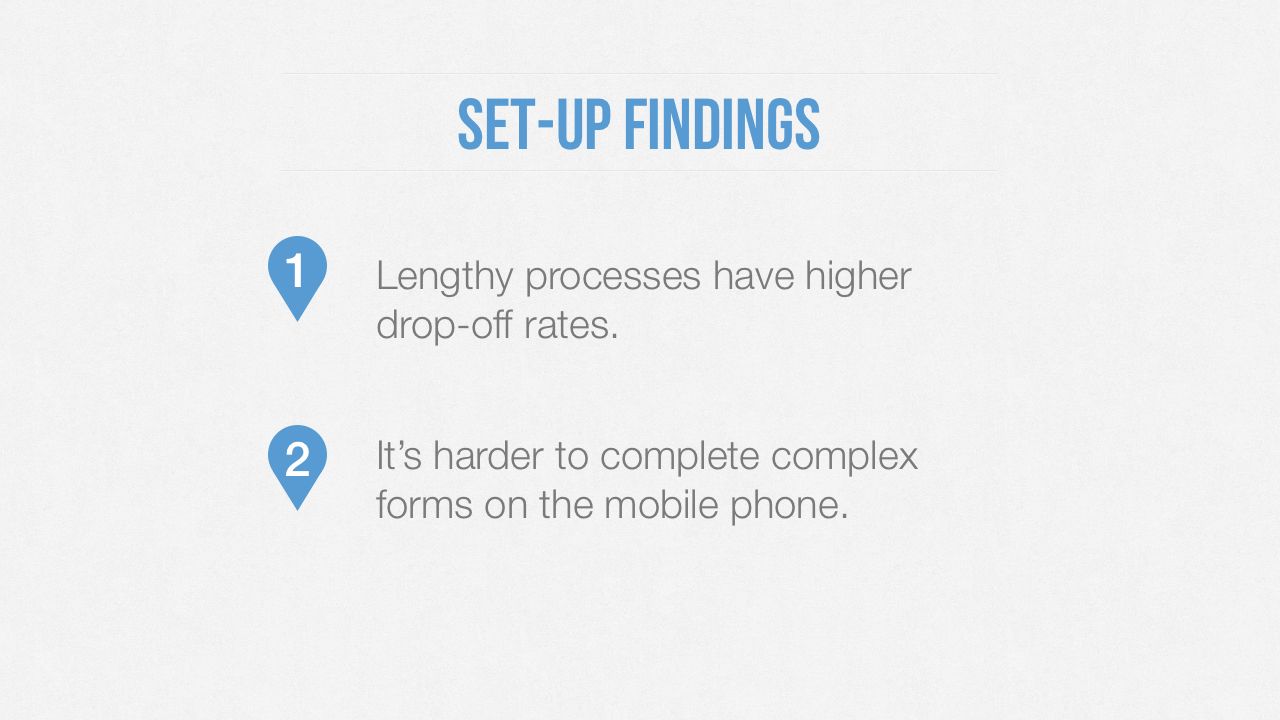 SET-UP FINDINGS
1
Lengthy processes have higher
drop-off rates.
2
It’s harder to complete complex
forms on the mobile phone.